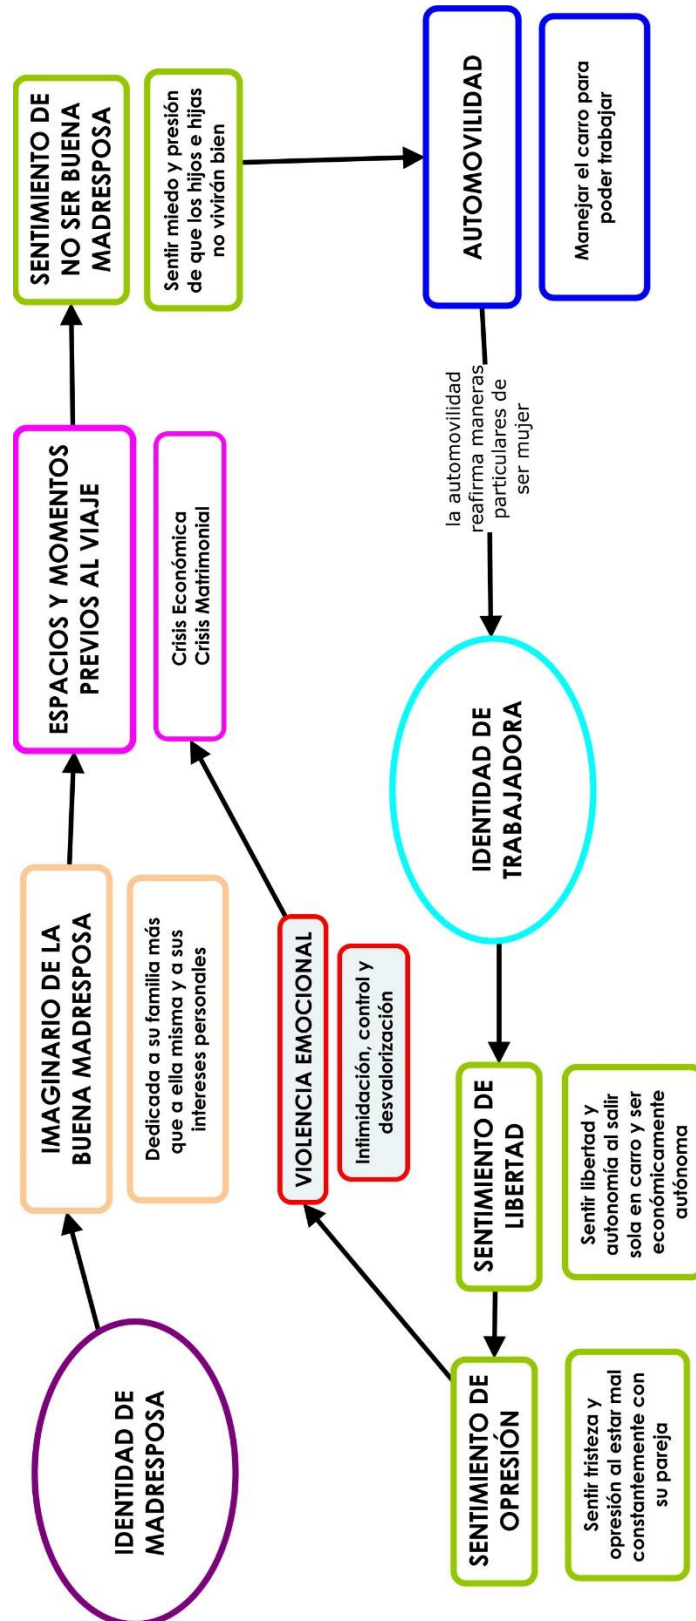 IDENTIDAD DE
MADRESPOSA
IMAGINARIO DE LA
BUENA MADRESPOSA
Dedicada a su familia más
que a ella misma y a sus
intereses personales
ESPACIOS Y MOMENTOS
PREVIOS AL VIAJE
Crisis Económica
Crisis Matrimonial
SENTIMIENTO DE
NO SER BUENA
MADRESPOSA
Sentir miedo y presión
de que los hijos e hijas
no vivirán bien
AUTOMOVILIDAD
Manejar el carro para
poder trabajar
la automovilidad
reafirma maneras
particulares de
ser mujer
IDENTIDAD DE
TRABAJADORA
SENTIMIENTO DE
LIBERTAD
Sentir libertad y
autonomía al salir
sola en carro y ser
económicamente
autónoma
SENTIMIENTO DE
OPRESIÓN
Sentir tristeza y
opresión al estar mal
constantemente con
su pareja
VIOLENCIA EMOCIONAL
Intimidación, control y
desvalorización